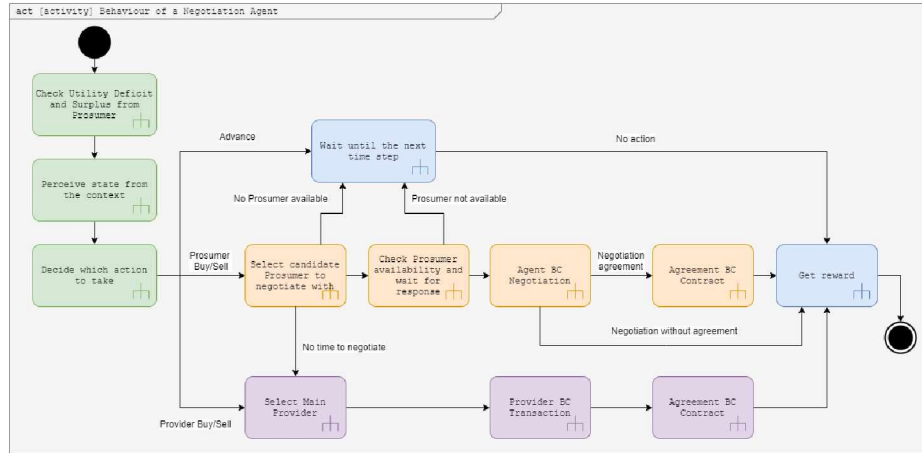 act [activity] Behaviour of a Negotiation Agent
Check Utility Deficit
and Surplus from
Prosumer
Advance
Wait until the next
time step
No action
Perceive state from
the context
No Prosumer available
Prosumer not available
Decide which action
to take
Prosumer
Buy/Sell
Select candidate
Prosumer to
negotiate with
Check Prosumer
availability and
wait for
response
Agent BC
Negotiation
Negotiation
agreement
Agreement BC
Contract
Get reward
Negotiation without agreement
No time to negotiate
Provider Buy/Sell
Select Main
Provider
Provider BC
Transaction
Agreement BC
Contract